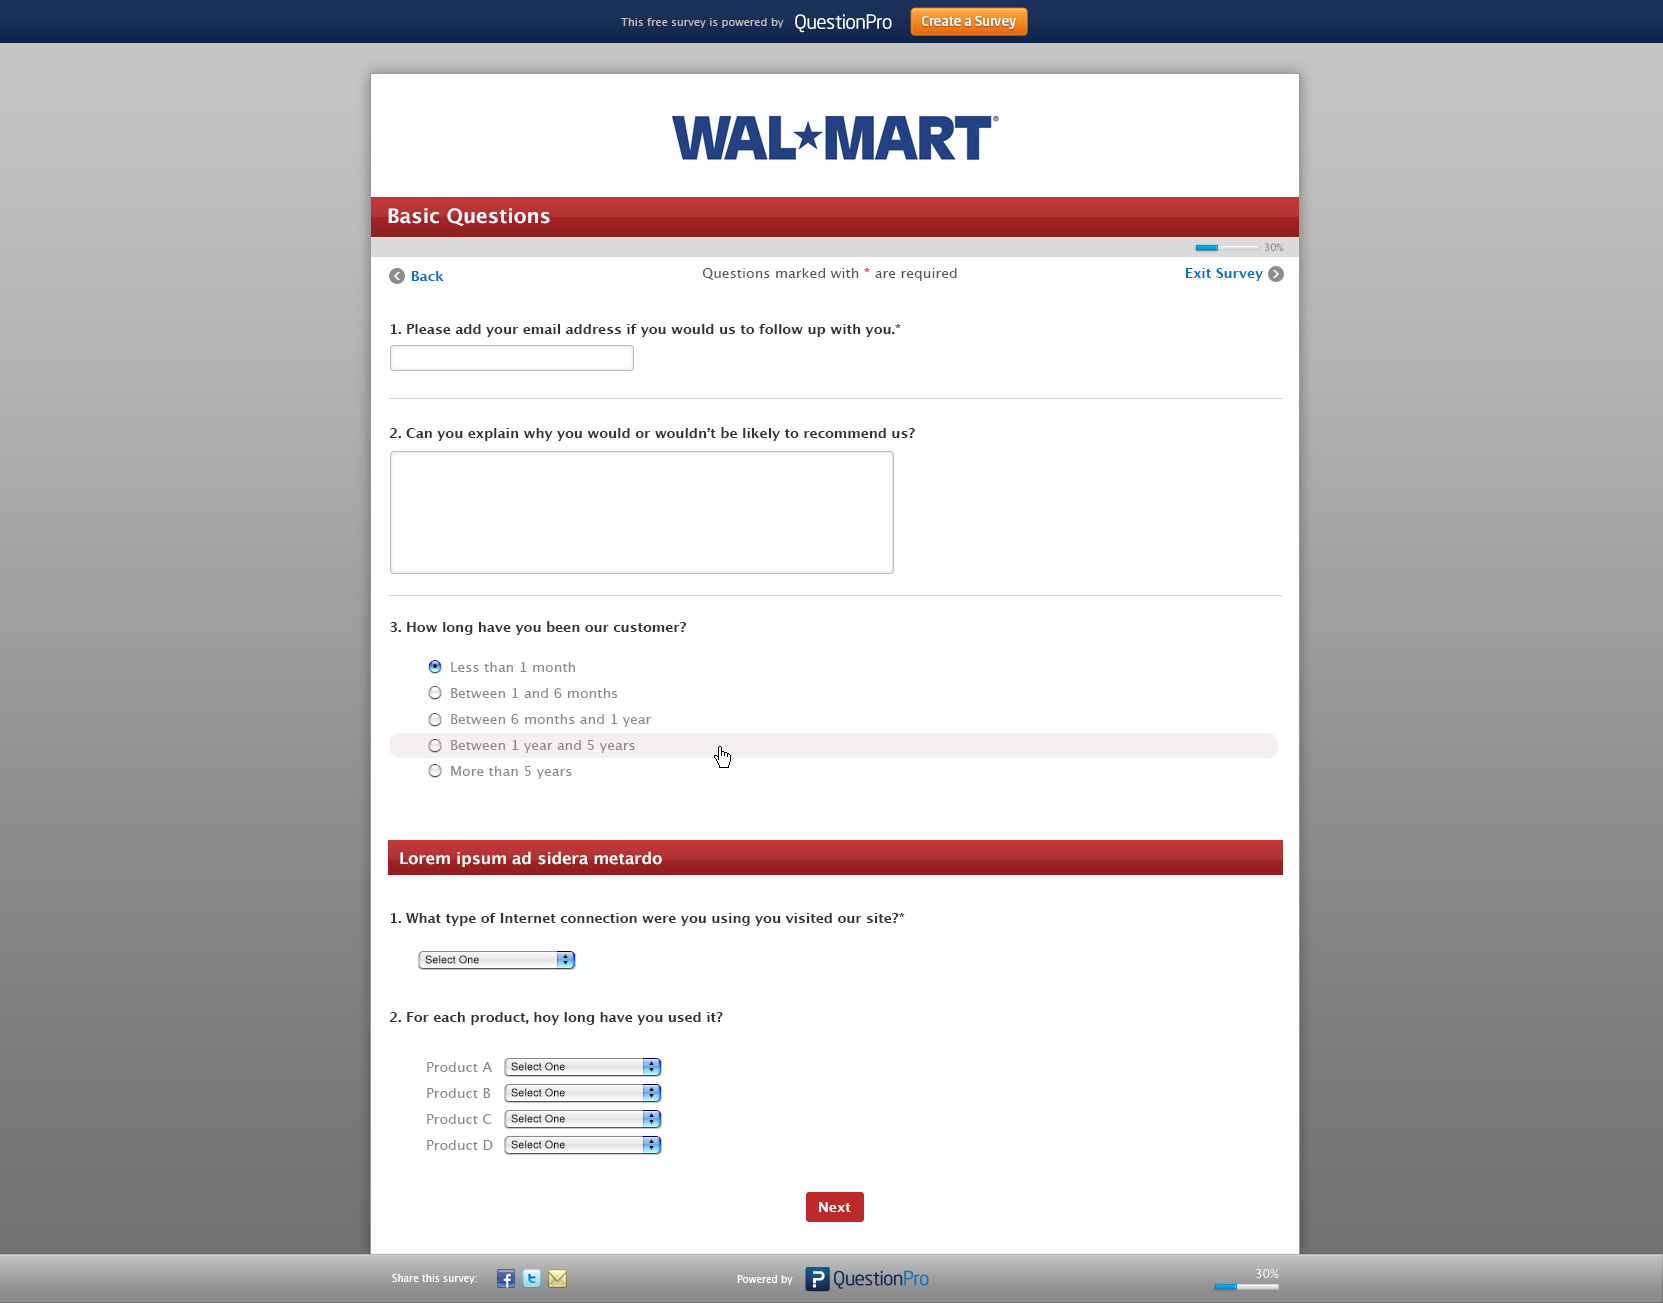 This free survey is powered by QuestionPro Create a Survey
WAL★MART®
Basic Questions
30%
Back Questions marked with * are required Exit Survey
1. Please add your email address if you would us to follow up with you.*
2. Can you explain why you would or wouldn't be likely to recommend us?
3. How long have you been our customer?
Less than 1 month
Between 1 and 6 months
Between 6 months and 1 year
Between 1 year and 5 years
More than 5 years
Lorem ipsum ad sidera metardo
1. What type of Internet connection were you using you visited our site?*
Select One
2. For each product, hoy long have you used it?
Product A Select One
Product B Select One
Product C Select One
Product D Select One
Next
Share this survey: Powered by QuestionPro 30%